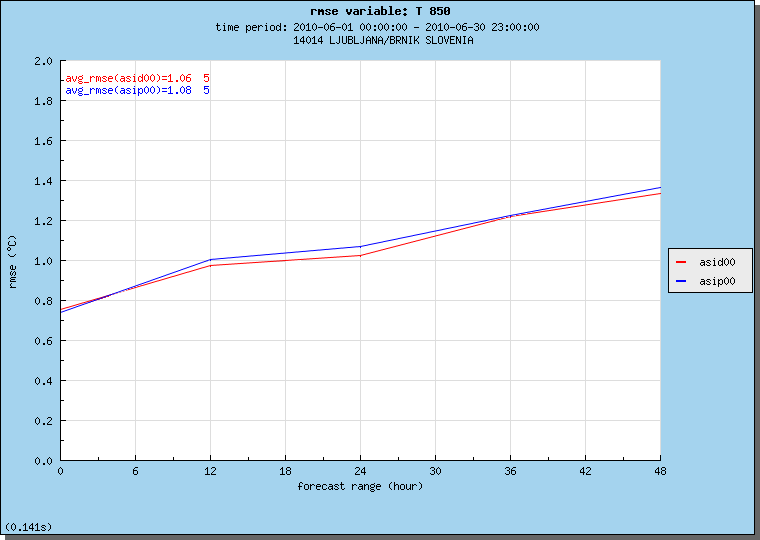 rmse variable: T 850
time period: 2010-06-01 00:00:00 - 2010-06-30 23:00:00
14014 LJUBLJANA/BRNIK SLOVENIA
2.0
avg_rmse(asid00)=1.06 5
avg_rmse(asip00)=1.08 5
1.8
1.6
1.4
1.2
1.0
0.8
0.6
0.4
0.2
0.0
rmse (°C)
asid00
asip00
0 6 12 18 24 30 36 42 48
forecast range (hour)
(0.141s)